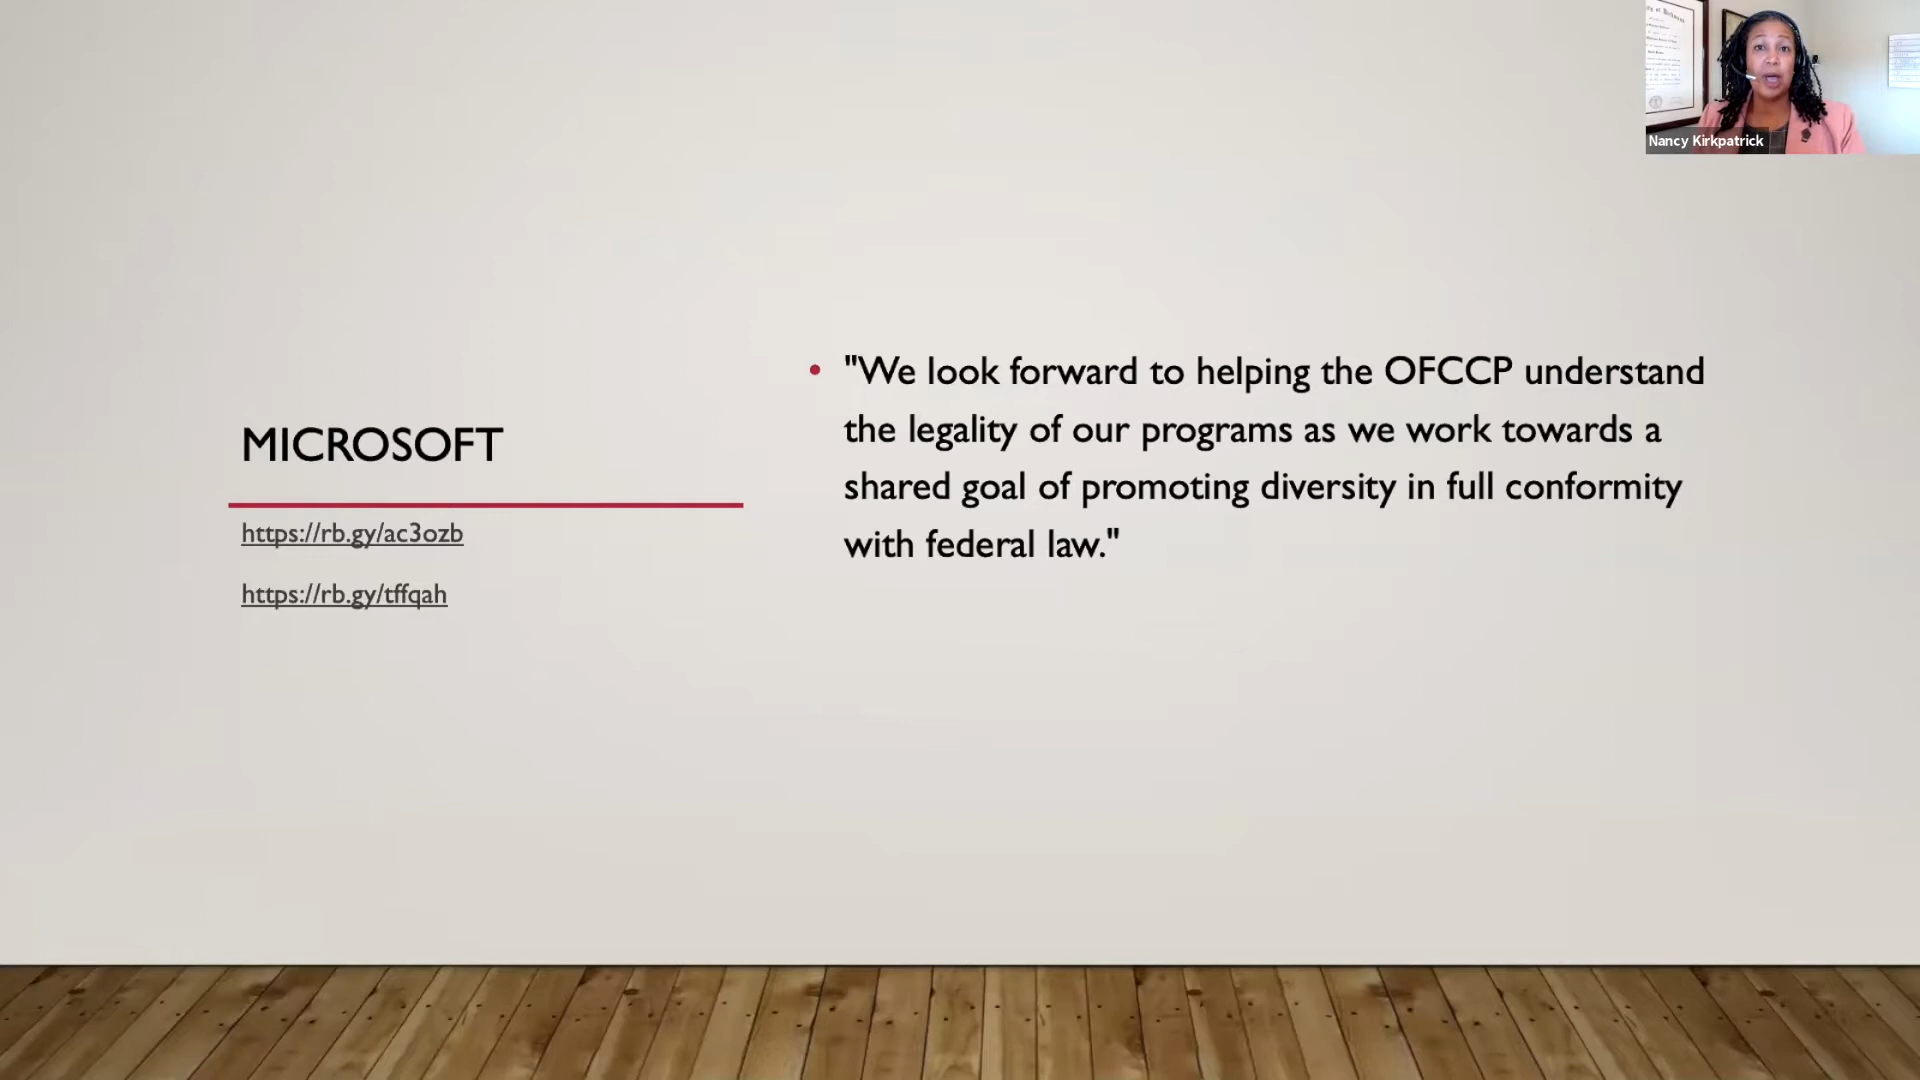 Nancy Kirkpatrick
MICROSOFT
https://rb.gy/ac3ozb
https://rb.gy/tffqah
• "We look forward to helping the OFCCP understand
the legality of our programs as we work towards a
shared goal of promoting diversity in full conformity
with federal law."